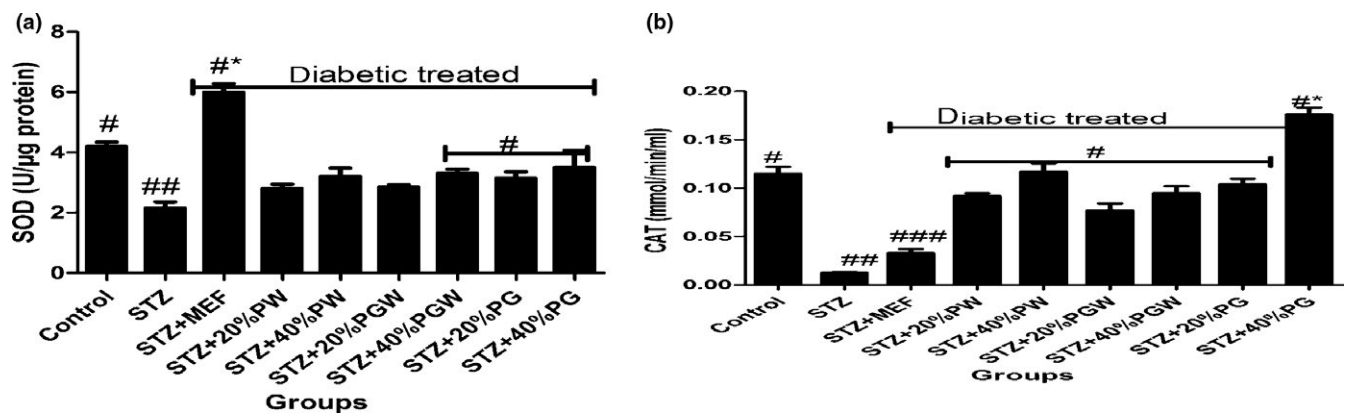 (a)
SOD (U/µg protein)
8
6
4
2
0
#
##
#*
Diabetic treated
#
Control
STZ
STZ+MEF
STZ+20%PW
STZ+40%PW
STZ+20%PGW
STZ+40%PGW
STZ+20%PG
STZ+40%PG
Groups
(b)
CAT (mmol/min/ml)
0.20
0.15
0.10
0.05
0.00
#
##
###
Diabetic treated
#
#*
Control
STZ
STZ+MEF
STZ+20%PW
STZ+40%PW
STZ+20%PGW
STZ+40%PGW
STZ+20%PG
STZ+40%PG
Groups